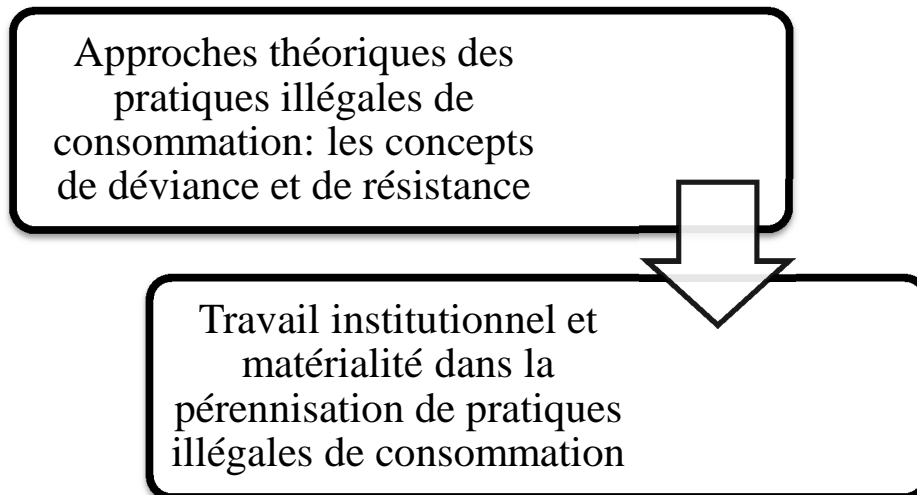 Approches théoriques des
pratiques illégales de
consommation: les concepts
de déviance et de résistance
Travail institutionnel et
matérialité dans la
pérennisation de pratiques
illégales de consommation